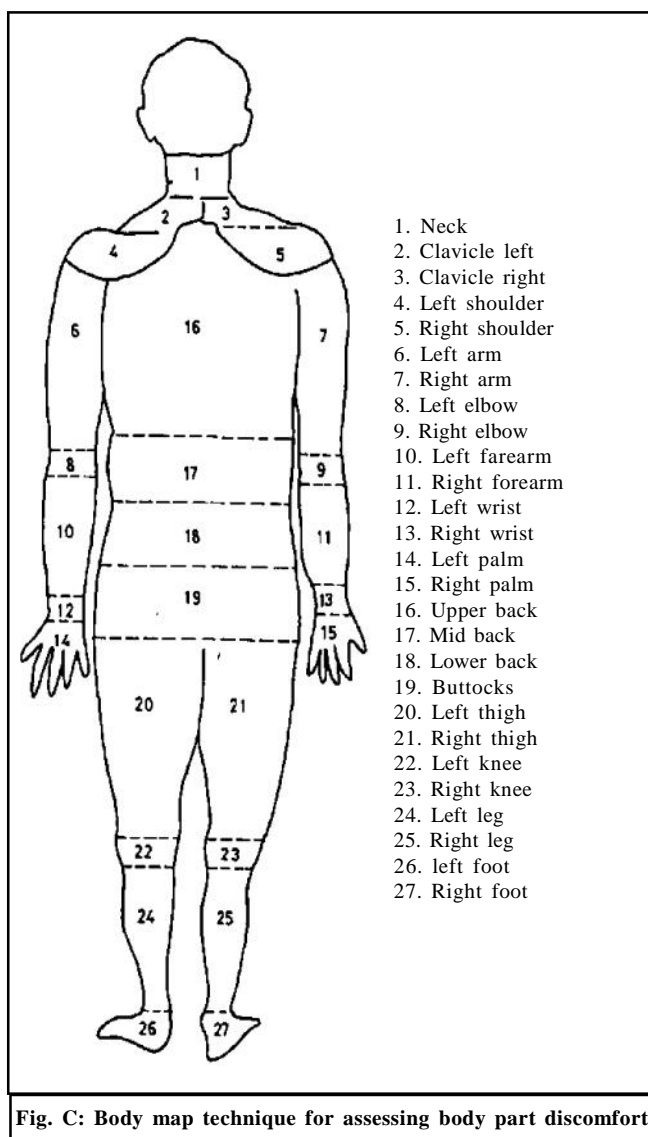 1
2 3
4 5
6 16 7
8 17 9
10 18 11
12 19 13
14 15
20 21
22 23
24 25
26 27
1. Neck
2. Clavicle left
3. Clavicle right
4. Left shoulder
5. Right shoulder
6. Left arm
7. Right arm
8. Left elbow
9. Right elbow
10. Left farearm
11. Right forearm
12. Left wrist
13. Right wrist
14. Left palm
15. Right palm
16. Upper back
17. Mid back
18. Lower back
19. Buttocks
20. Left thigh
21. Right thigh
22. Left knee
23. Right knee
24. Left leg
25. Right leg
26. left foot
27. Right foot
Fig. C: Body map technique for assessing body part discomfort